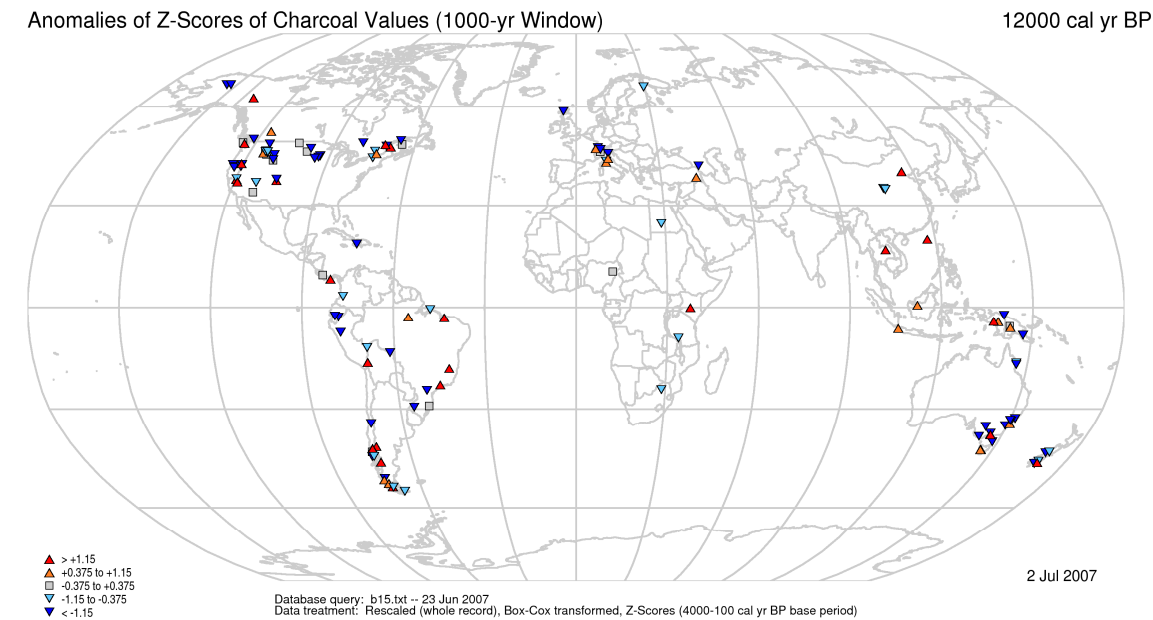 Anomalies of Z-Scores of Charcoal Values (1000-yr Window)
12000 cal yr BP
> +1.15
+0.375 to +1.15
-0.375 to +0.375
-1.15 to -0.375
< -1.15
2 Jul 2007
Database query: b15.txt -- 23 Jun 2007
Data treatment: Rescaled (whole record), Box-Cox transformed, Z-Scores (4000-100 cal yr BP base period)